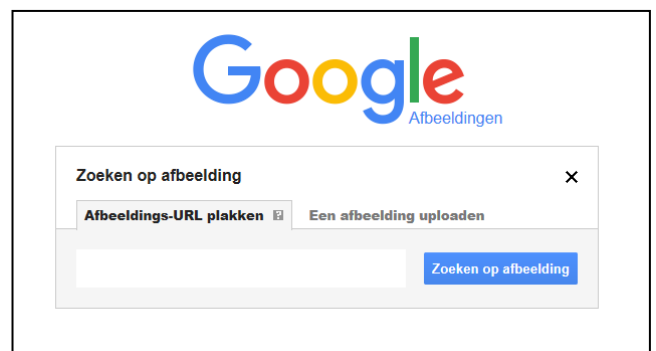 Google
Afbeeldingen
Zoeken op afbeelding ×
Afbeeldings-URL plakken ? Een afbeelding uploaden
Zoeken op afbeelding